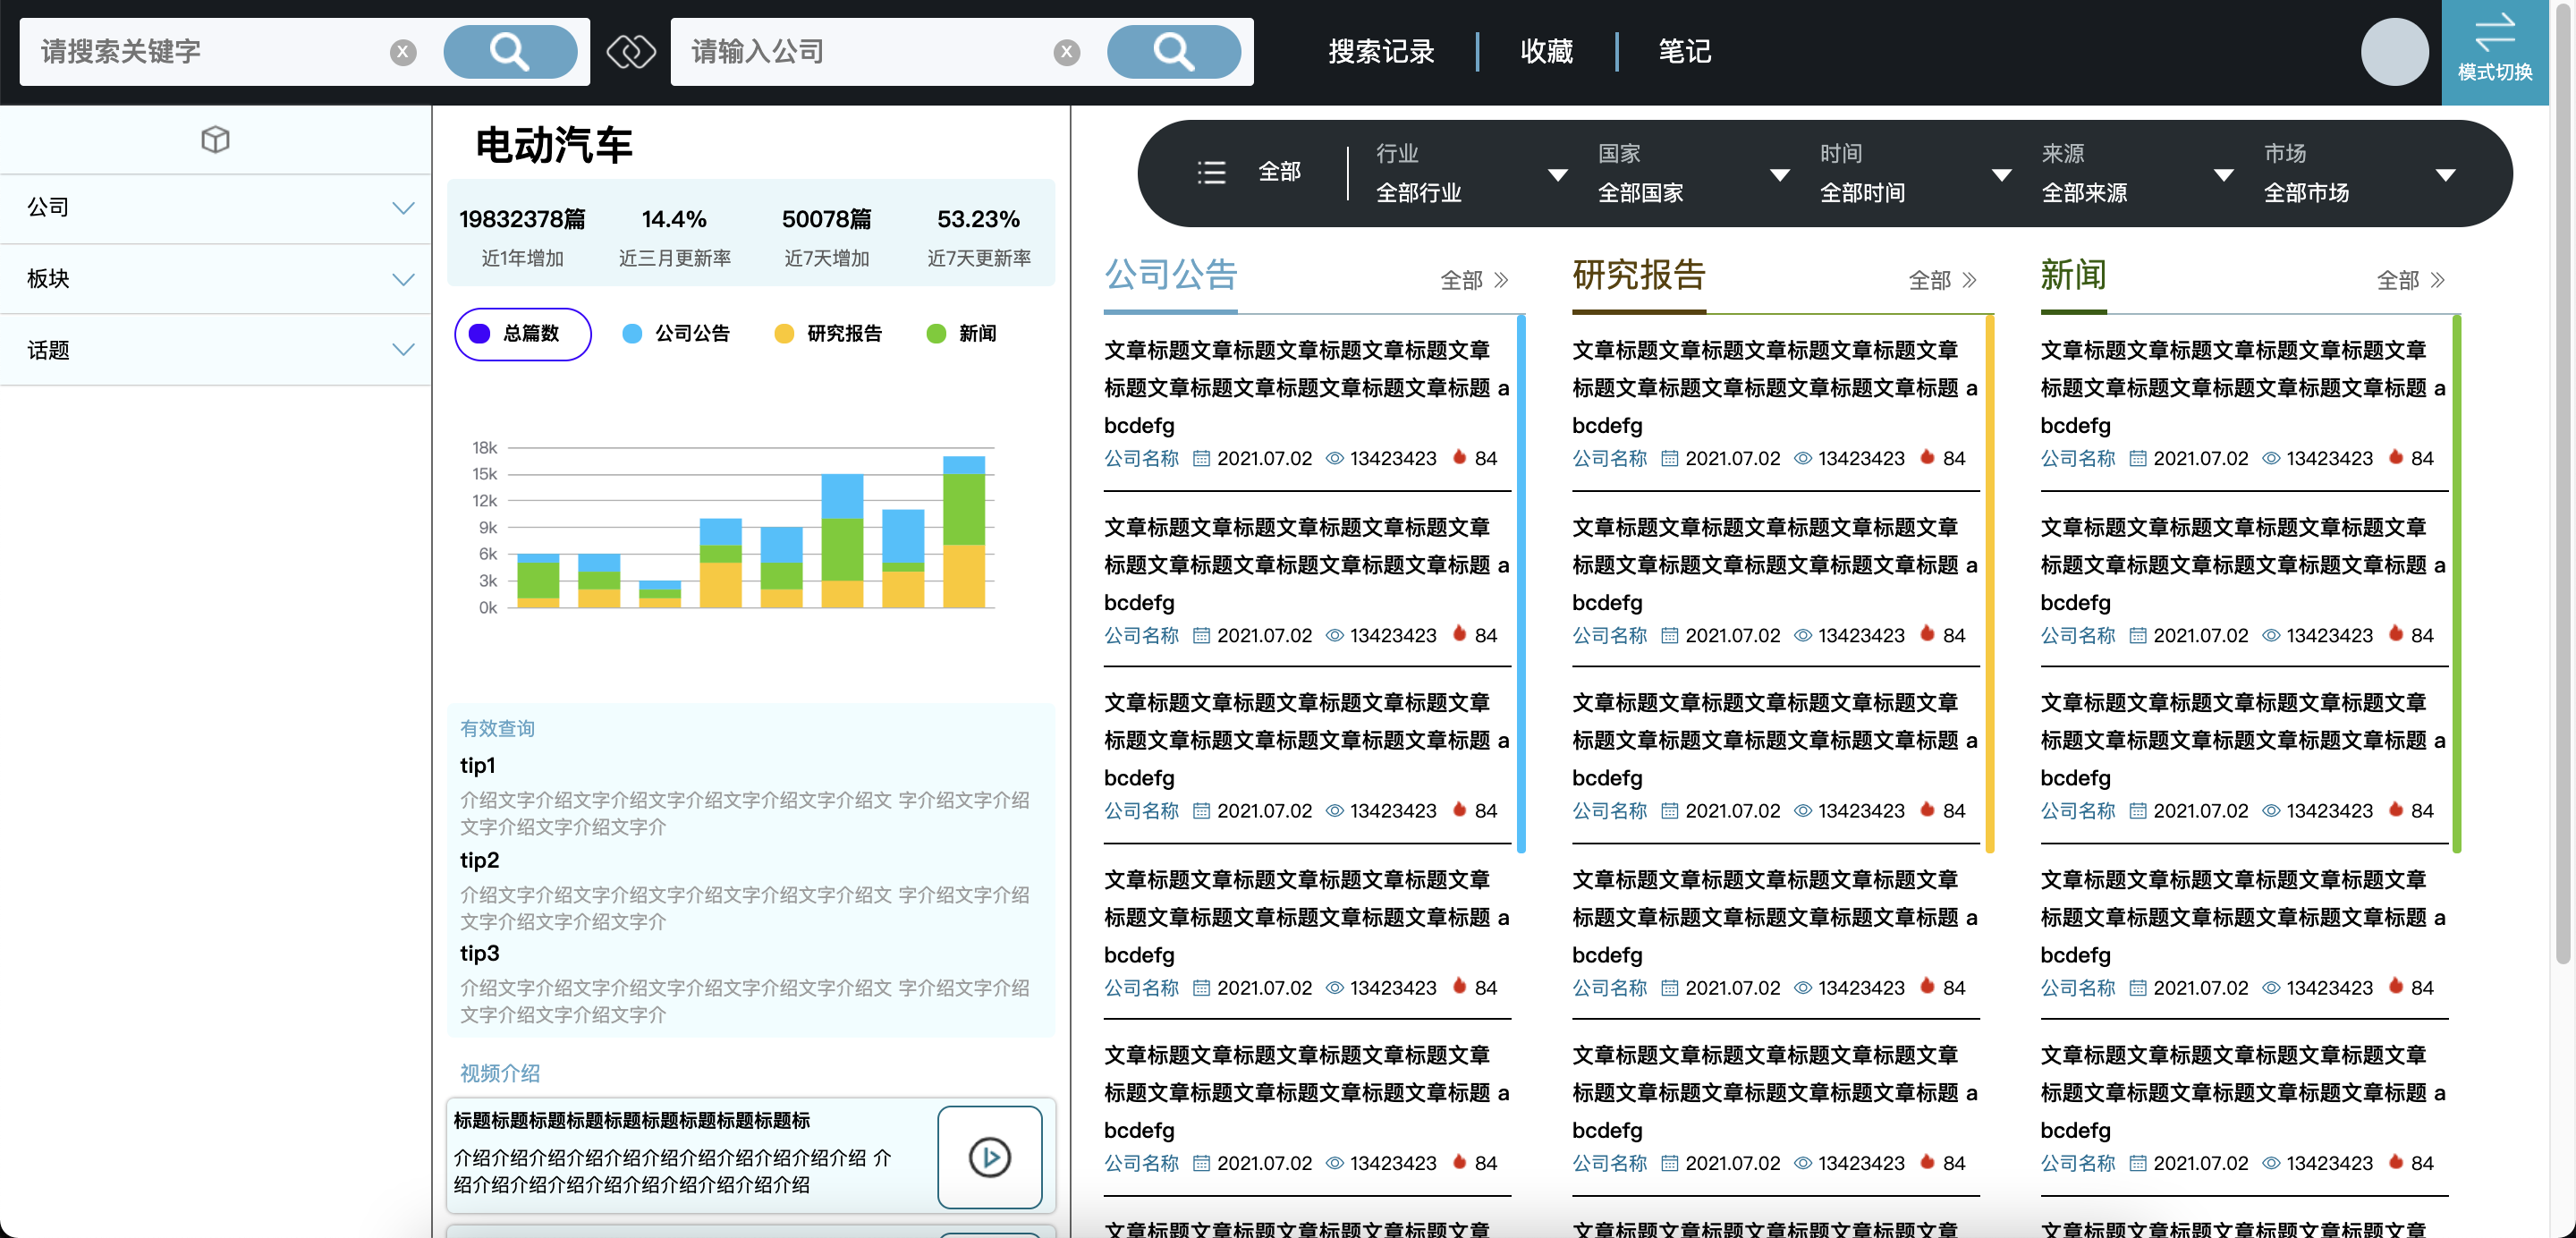 请搜索关键字
请输入公司
搜索记录
收藏
笔记
模式切换
公司
板块
话题
电动汽车
19832378篇
近1年增加
14.4%
近三月更新率
50078篇
近7天增加
53.23%
近7天更新率
总篇数
公司公告
研究报告
新闻
18k
15k
12k
9k
6k
3k
0k
有效查询
tip1
介绍文字介绍文字介绍文字介绍文字介绍文字介绍文 字介绍文字介绍
文字介绍文字介绍文字介
tip2
介绍文字介绍文字介绍文字介绍文字介绍文字介绍文 字介绍文字介绍
文字介绍文字介绍文字介
tip3
介绍文字介绍文字介绍文字介绍文字介绍文字介绍文 字介绍文字介绍
文字介绍文字介绍文字介
视频介绍
标题标题标题标题标题标题标题标题标题标
介绍介绍介绍介绍介绍介绍介绍介绍介绍介绍介绍 介
绍介绍介绍介绍介绍介绍介绍介绍介绍介绍
全部
行业
全部行业
国家
全部国家
时间
全部时间
来源
全部来源
市场
全部市场
公司公告
全部
文章标题文章标题文章标题文章标题文章
标题文章标题文章标题文章标题文章标题 a
bcdefg
公司名称 2021.07.02 13423423 84
文章标题文章标题文章标题文章标题文章
标题文章标题文章标题文章标题文章标题 a
bcdefg
公司名称 2021.07.02 13423423 84
文章标题文章标题文章标题文章标题文章
标题文章标题文章标题文章标题文章标题 a
bcdefg
公司名称 2021.07.02 13423423 84
文章标题文章标题文章标题文章标题文章
标题文章标题文章标题文章标题文章标题 a
bcdefg
公司名称 2021.07.02 13423423 84
文章标题文章标题文章标题文章标题文章
标题文章标题文章标题文章标题文章标题 a
bcdefg
公司名称 2021.07.02 13423423 84
文章标题文章标题文章标题文章标题文章
研究报告
全部
文章标题文章标题文章标题文章标题文章
标题文章标题文章标题文章标题文章标题 a
bcdefg
公司名称 2021.07.02 13423423 84
文章标题文章标题文章标题文章标题文章
标题文章标题文章标题文章标题文章标题 a
bcdefg
公司名称 2021.07.02 13423423 84
文章标题文章标题文章标题文章标题文章
标题文章标题文章标题文章标题文章标题 a
bcdefg
公司名称 2021.07.02 13423423 84
文章标题文章标题文章标题文章标题文章
标题文章标题文章标题文章标题文章标题 a
bcdefg
公司名称 2021.07.02 13423423 84
文章标题文章标题文章标题文章标题文章
标题文章标题文章标题文章标题文章标题 a
bcdefg
公司名称 2021.07.02 13423423 84
文章标题文章标题文章标题文章标题文章
新闻
全部
文章标题文章标题文章标题文章标题文章
标题文章标题文章标题文章标题文章标题 a
bcdefg
公司名称 2021.07.02 13423423 84
文章标题文章标题文章标题文章标题文章
标题文章标题文章标题文章标题文章标题 a
bcdefg
公司名称 2021.07.02 13423423 84
文章标题文章标题文章标题文章标题文章
标题文章标题文章标题文章标题文章标题 a
bcdefg
公司名称 2021.07.02 13423423 84
文章标题文章标题文章标题文章标题文章
标题文章标题文章标题文章标题文章标题 a
bcdefg
公司名称 2021.07.02 13423423 84
文章标题文章标题文章标题文章标题文章
标题文章标题文章标题文章标题文章标题 a
bcdefg
公司名称 2021.07.02 13423423 84
文章标题文章标题文章标题文章标题文章